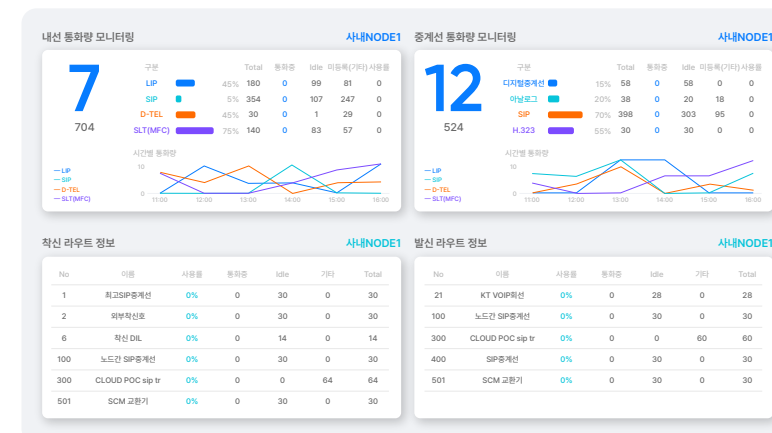 내선 통화량 모니터링 사내NODE1
7
704
구분 Total 통화중 Idle 미등록(기타) 사용률
LIP 45% 180 0 99 81 0
SIP 5% 354 0 107 247 0
D-TEL 45% 30 0 1 29 0
SLT(MFC) 75% 140 0 83 57 0
시간별 통화량
10
0
LIP
SIP
D-TEL
SLT(MFC)
11:00 12:00 13:00 14:00 15:00 16:00
중계선 통화량 모니터링 사내NODE1
12
524
구분 Total 통화중 Idle 미등록(기타) 사용률
디지털중계선 15% 58 0 58 0 0
아날로그 20% 38 0 20 18 0
SIP 70% 398 0 303 95 0
H.323 55% 30 0 30 0 0
시간별 통화량
10
0
LIP
SIP
D-TEL
SLT(MFC)
11:00 12:00 13:00 14:00 15:00 16:00
착신 라우트 정보 사내NODE1
No 이름 사용률 통화중 Idle 기타 Total
1 최고SIP중계선 0% 0 30 0 30
2 외부착신호 0% 0 30 0 30
6 착신 DIL 0% 0 14 0 14
100 노드간 SIP중계선 0% 0 30 0 30
300 CLOUD POC sip tr 0% 0 0 64 64
501 SCM 교환기 0% 0 30 0 30
발신 라우트 정보 사내NODE1
No 이름 사용률 통화중 Idle 기타 Total
21 KT VOIP회선 0% 0 28 0 28
100 노드간 SIP중계선 0% 0 30 0 30
300 CLOUD POC sip tr 0% 0 0 60 60
400 SIP중계선 0% 0 30 0 30
501 SCM 교환기 0% 0 30 0 30